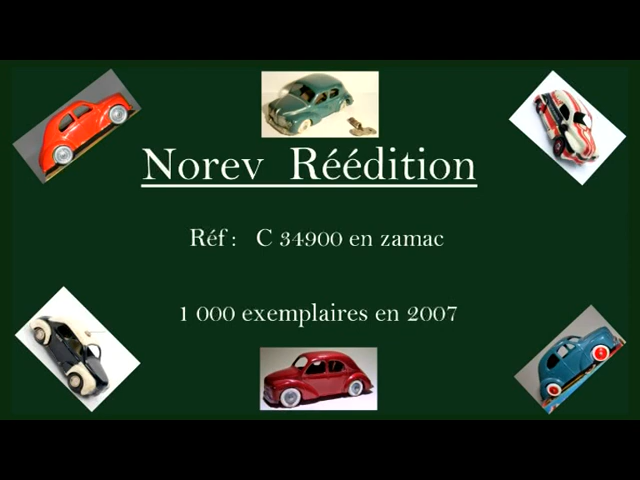 Norev Réédition
Réf : C 34900 en zamac
1 000 exemplaires en 2007